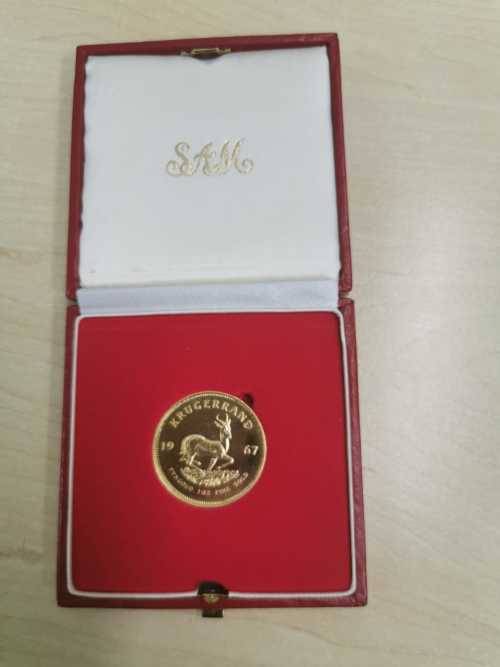 SAM
KRUGERRAND
19 67
FYNGOUD 1 OZ FINE GOLD